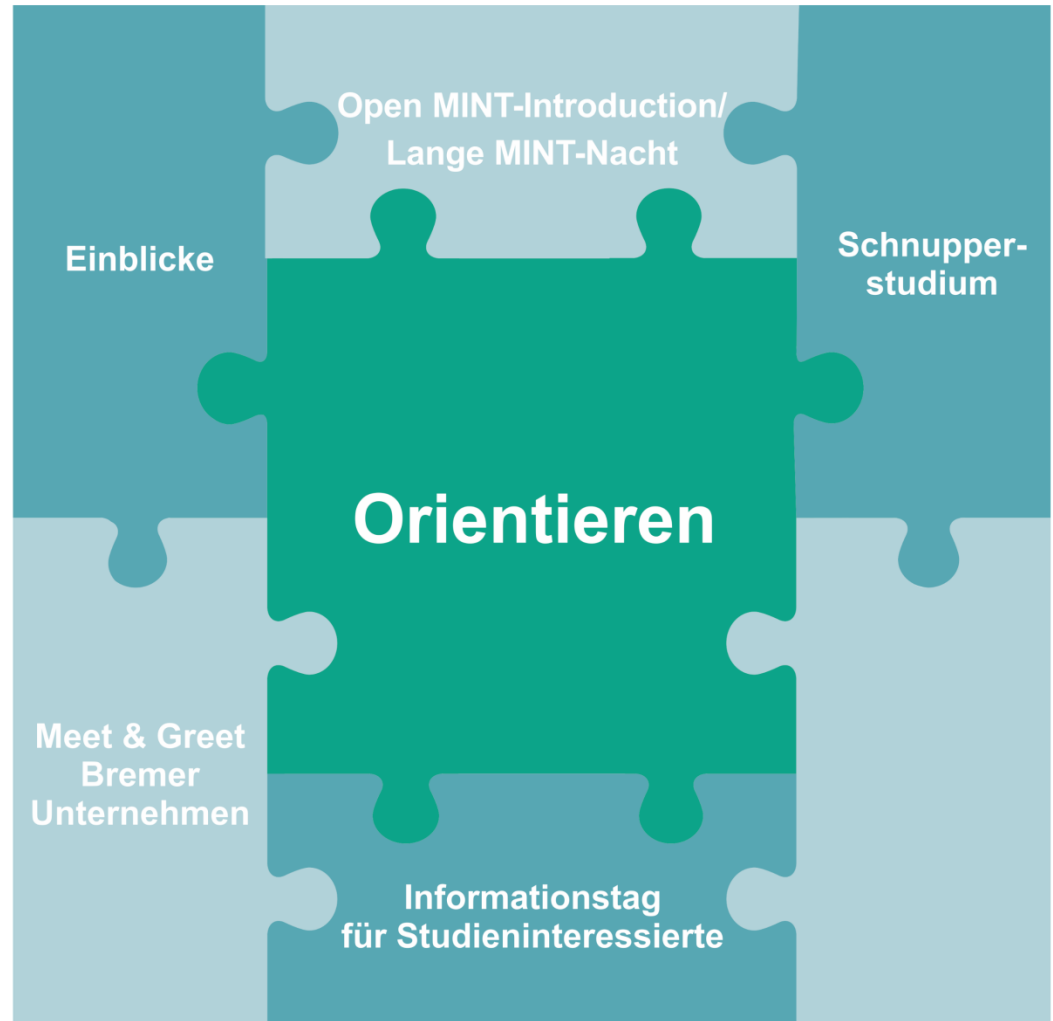 Open MINT-Introduction/
Lange MINT-Nacht
Einblicke
Schnupper-
studium
Orientieren
Meet & Greet
Bremer
Unternehmen
Informationstag
für Studieninteressierte